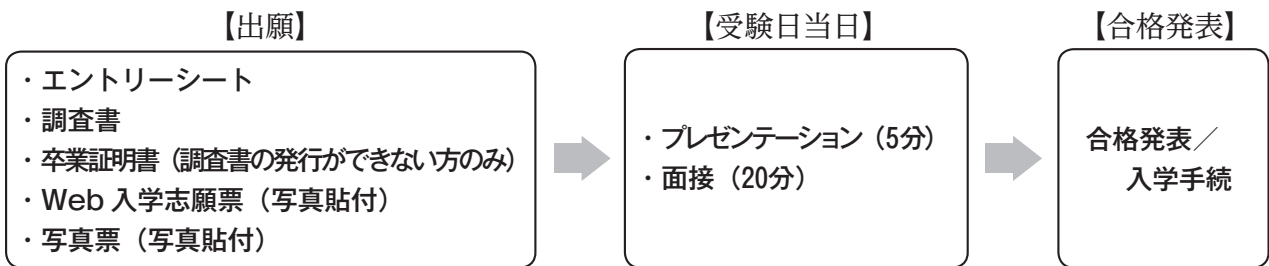 【出願】
・エントリーシート
・調査書
・卒業証明書（調査書の発行ができない方のみ）
・Web 入学志願票（写真貼付）
・写真票（写真貼付）
【受験日当日】
・プレゼンテーション（5分）
・面接（20分）
【合格発表】
合格発表／
入学手続